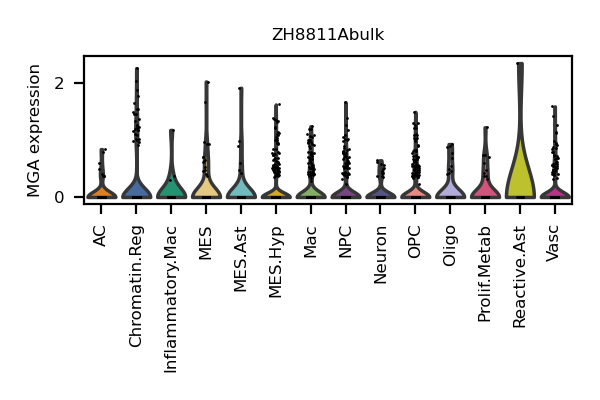 ZH8811Abulk
MGA expression
2
0
AC
Chromatin.Reg
Inflammatory.Mac
MES
MES.Ast
MES.Hyp
Mac
NPC
Neuron
OPC
Oligo
Prolif.Metab
Reactive.Ast
Vasc